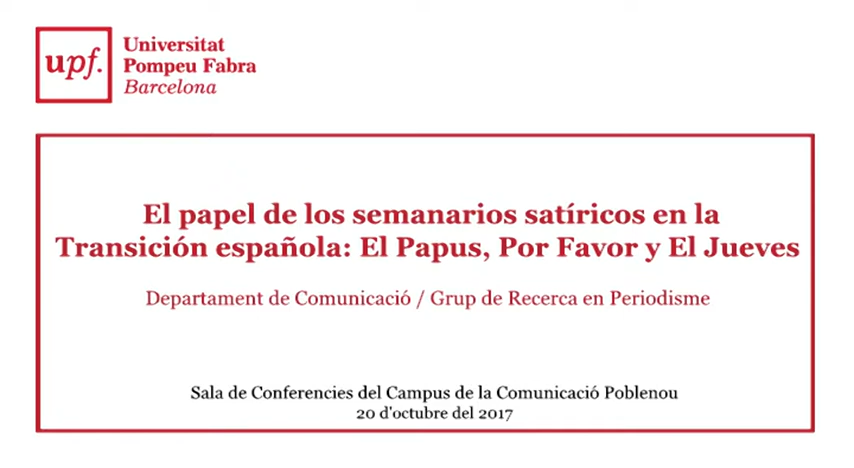 upf.
Universitat
Pompeu Fabra
Barcelona
El papel de los semanarios satíricos en la
Transición española: El Papus, Por Favor y El Jueves
Departament de Comunicació / Grup de Recerca en Periodisme
Sala de Conferencies del Campus de la Comunicació Poblenou
20 d'octubre del 2017